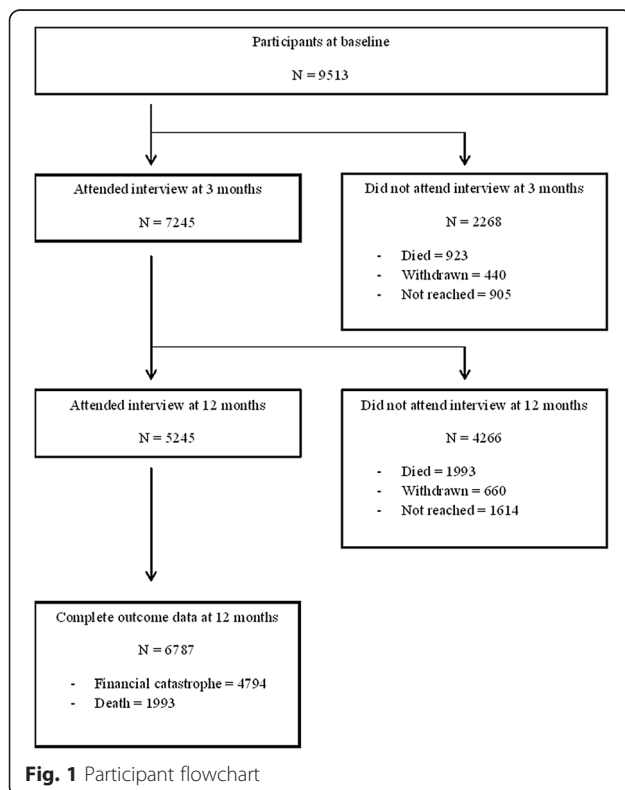 Participants at baseline
N = 9513
Attended interview at 3 months
N = 7245
Did not attend interview at 3 months
N = 2268
- Died = 923
- Withdrawn = 440
- Not reached = 905
Attended interview at 12 months
N = 5245
Did not attend interview at 12 months
N = 4266
- Died = 1993
- Withdrawn = 660
- Not reached = 1614
Complete outcome data at 12 months
N = 6787
- Financial catastrophe = 4794
- Death = 1993
Fig. 1 Participant flowchart